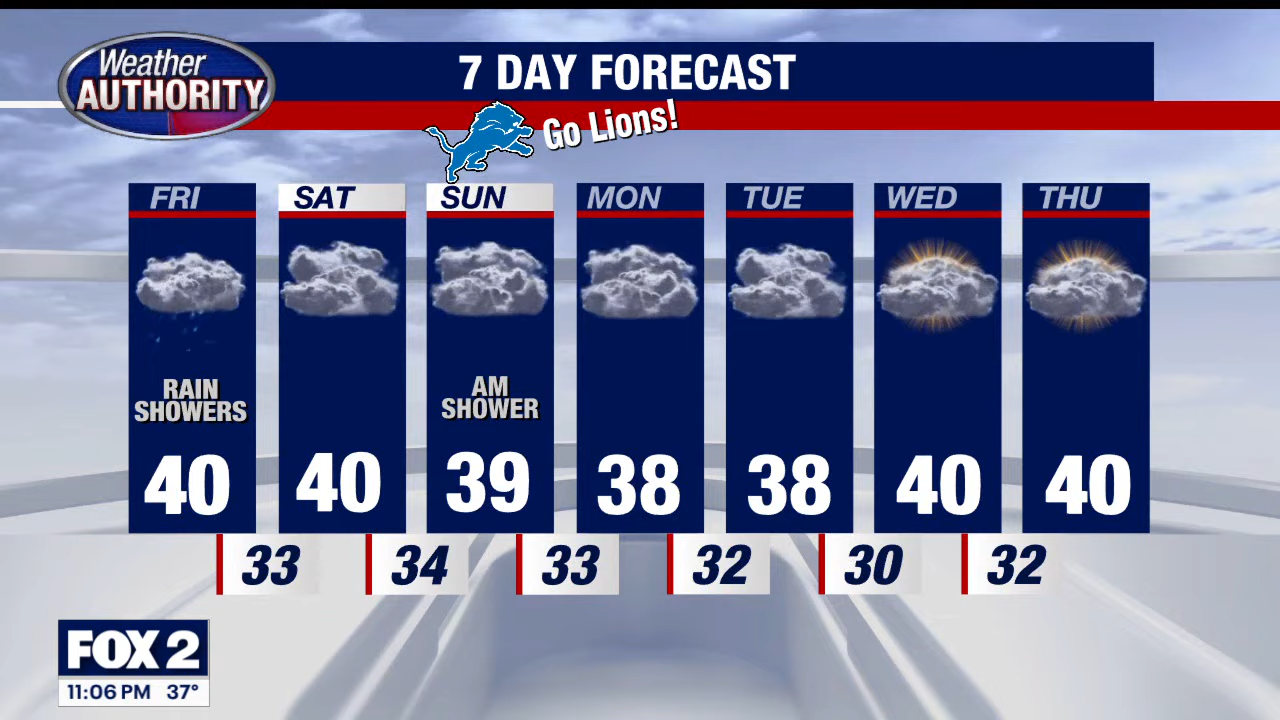 Weather
AUTHORITY
7 DAY FORECAST
Go Lions!
FRI
SAT
SUN
MON
TUE
WED
THU
RAIN
SHOWERS
AM
SHOWER
40
40
39
38
38
40
40
33
34
33
32
30
32
FOX 2
11:06 PM 37°